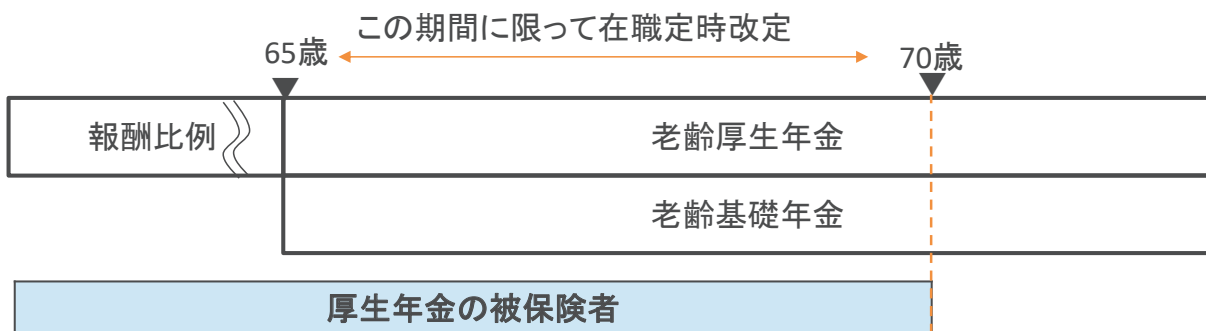 この期間に限って在職定時改定
65歳
70歳
報酬比例
老齢厚生年金
老齢基礎年金
厚生年金の被保険者